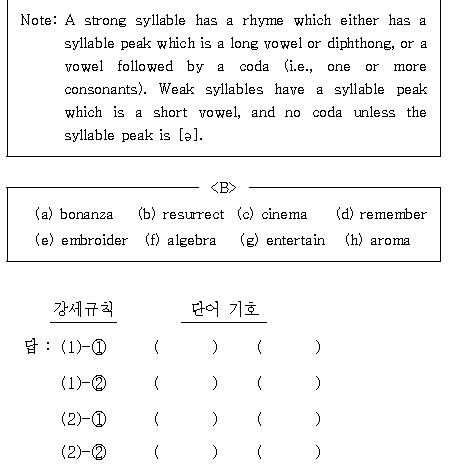 Note: A strong syllable has a rhyme which either has a
syllable peak which is a long vowel or diphthong, or a
vowel followed by a coda (i.e., one or more
consonants). Weak syllables have a syllable peak
which is a short vowel, and no coda unless the
syllable peak is [ə].
<B>
(a) bonanza (b) resurrect (c) cinema (d) remember
(e) embroider (f) algebra (g) entertain (h) aroma
강세규칙 단어 기호
답 : (1)-① ( ) ( )
(1)-② ( ) ( )
(2)-① ( ) ( )
(2)-② ( ) ( )